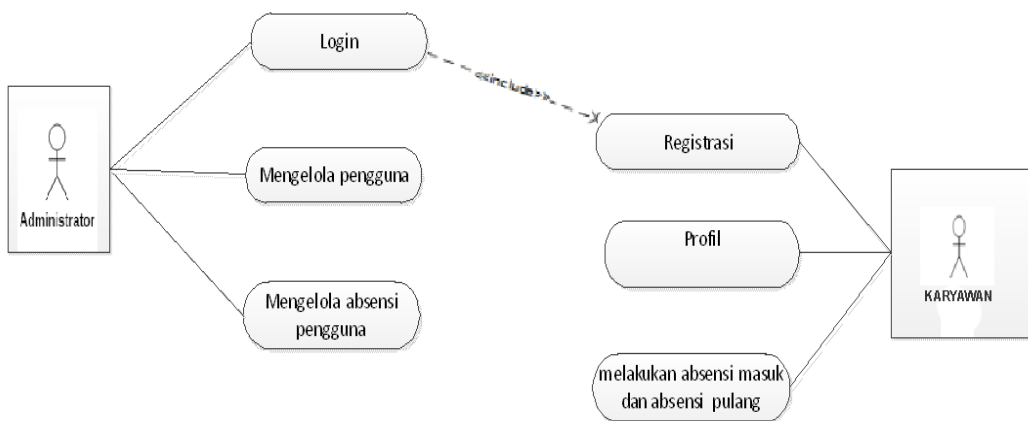 Login
<<include>>
Registrasi
Administrator
Mengelola pengguna
Profil
KARYAWAN
Mengelola absensi
pengguna
melakukan absensi masuk
dan absensi pulang